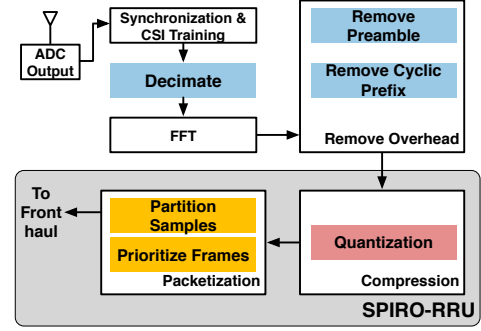 ADC
Output
Synchronization &
CSI Training
Decimate
FFT
Remove
Preamble
Remove Cyclic
Prefix
Remove Overhead
To
Front
haul
Partition
Samples
Prioritize Frames
Packetization
Quantization
Compression
SPIRO-RRU